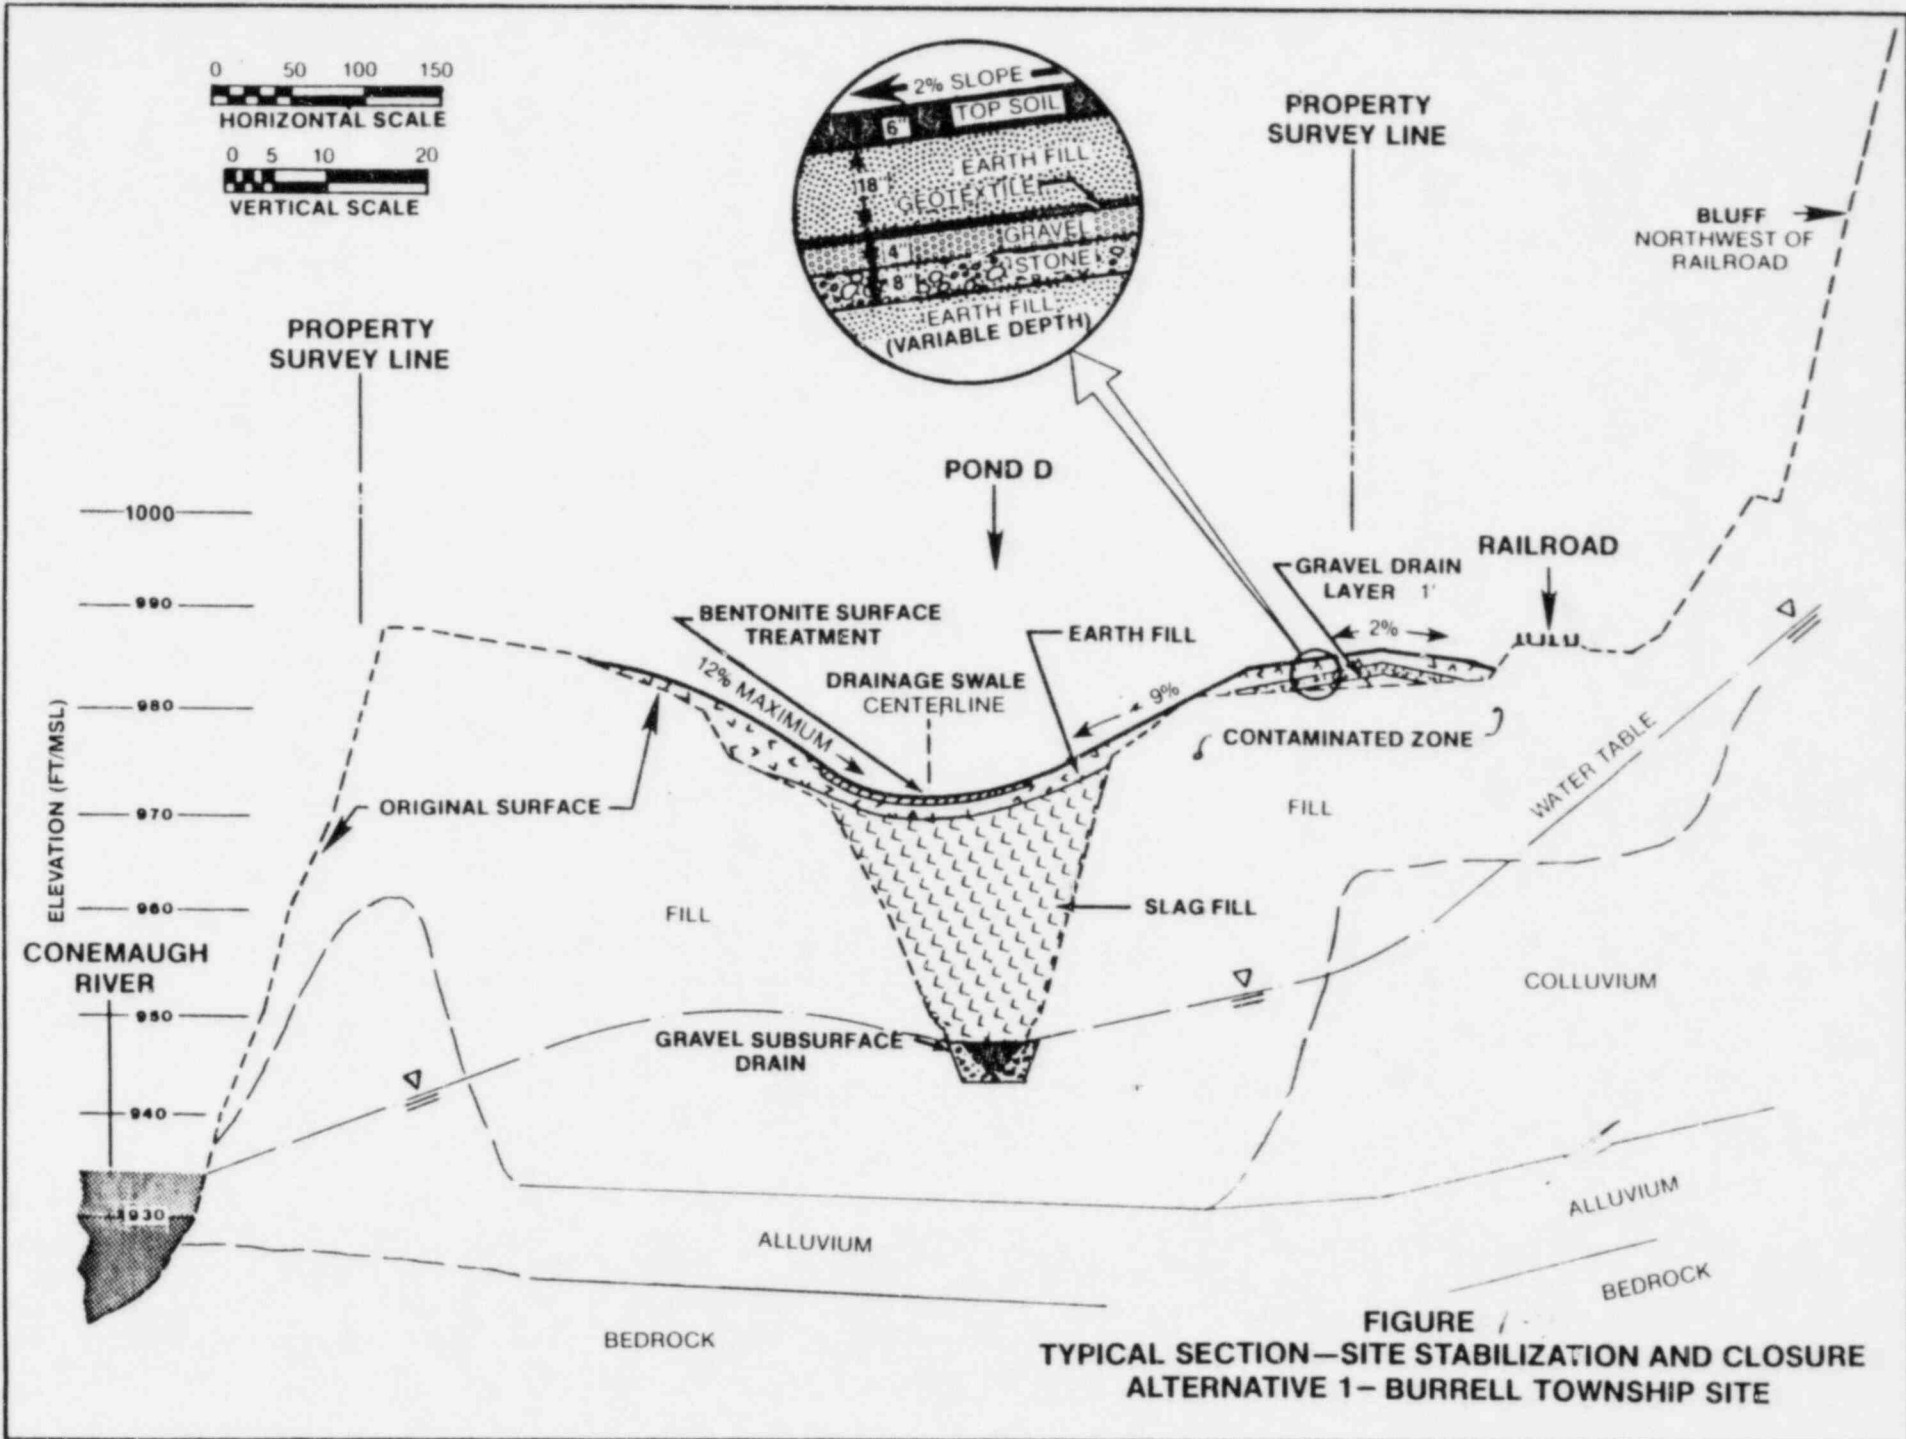 0 50 100 150
HORIZONTAL SCALE
0 5 10 20
VERTICAL SCALE
2% SLOPE
6" TOP SOIL
EARTH FILL
18"
GEOTEXTILE
GRAVEL
4"
STONE
8"
EARTH FILL
(VARIABLE DEPTH)
PROPERTY
SURVEY LINE
BLUFF
NORTHWEST OF
RAILROAD
PROPERTY
SURVEY LINE
POND D
1000
RAILROAD
GRAVEL DRAIN
LAYER 1'
990
BENTONITE SURFACE
TREATMENT
EARTH FILL
2%
12% MAXIMUM
DRAINAGE SWALE
CENTERLINE
9%
980
CONTAMINATED ZONE
WATER TABLE
ELEVATION (FT/MSL)
970
ORIGINAL SURFACE
FILL
960
FILL
SLAG FILL
CONEMAUGH
RIVER
COLLUVIUM
950
GRAVEL SUBSURFACE
DRAIN
940
930
ALLUVIUM
ALLUVIUM
BEDROCK
BEDROCK
FIGURE
TYPICAL SECTION—SITE STABILIZATION AND CLOSURE
ALTERNATIVE 1— BURRELL TOWNSHIP SITE